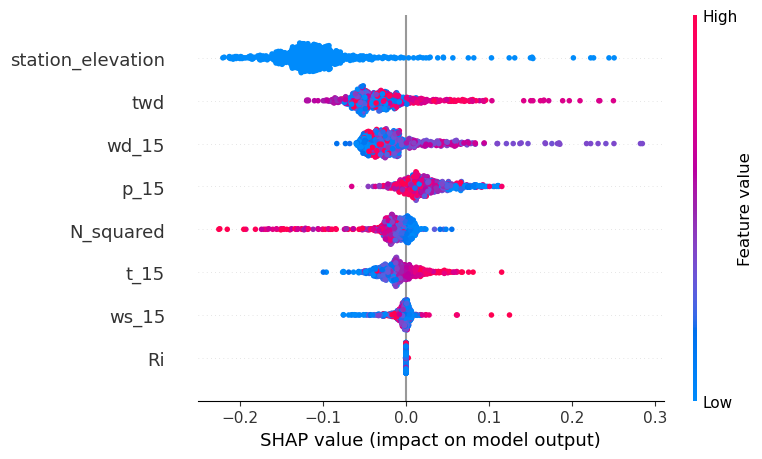 High
station_elevation
twd
wd_15
p_15
N_squared
t_15
ws_15
Ri
Feature value
Low
−0.2 −0.1 0.0 0.1 0.2 0.3
SHAP value (impact on model output)